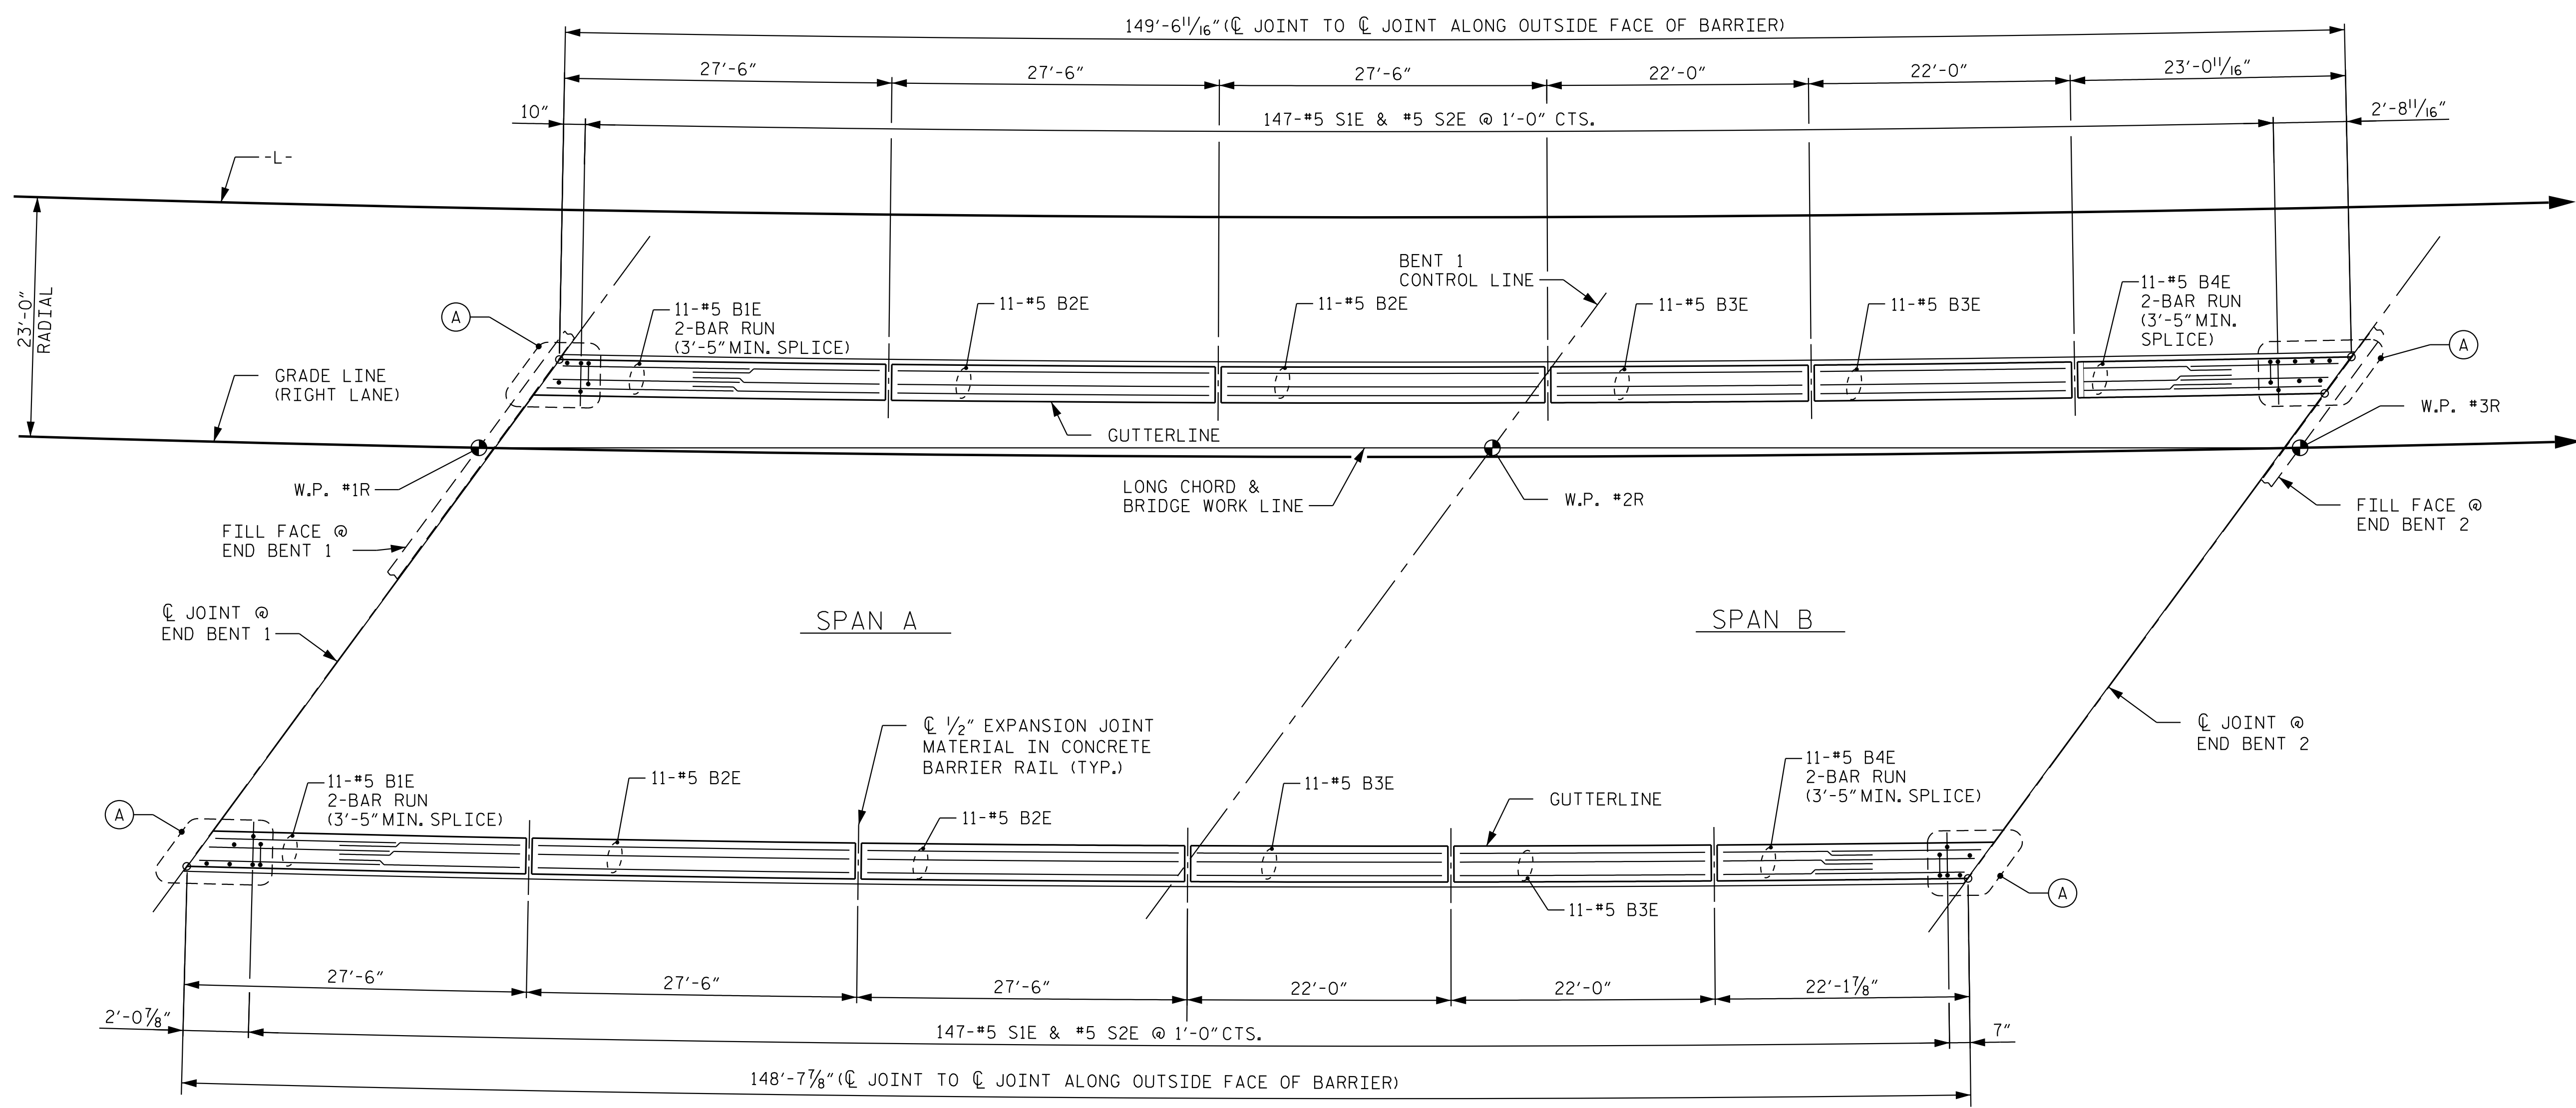 149'-6 11/16" (℄ JOINT TO ℄ JOINT ALONG OUTSIDE FACE OF BARRIER)
27'-6"
27'-6"
27'-6"
22'-0"
22'-0"
23'-0 11/16"
10"
147-#5 S1E & #5 S2E @ 1'-0" CTS.
2'-8 11/16"
-L-
23'-0"
RADIAL
BENT 1
CONTROL LINE
A
11-#5 B1E
2-BAR RUN
(3'-5" MIN. SPLICE)
11-#5 B2E
11-#5 B2E
11-#5 B3E
11-#5 B3E
11-#5 B4E
2-BAR RUN
(3'-5" MIN.
SPLICE)
A
GRADE LINE
(RIGHT LANE)
GUTTERLINE
W.P. #3R
W.P. #1R
LONG CHORD &
BRIDGE WORK LINE
W.P. #2R
FILL FACE @
END BENT 1
FILL FACE @
END BENT 2
℄ JOINT @
END BENT 1
SPAN A
SPAN B
℄ 1/2" EXPANSION JOINT
MATERIAL IN CONCRETE
BARRIER RAIL (TYP.)
℄ JOINT @
END BENT 2
A
11-#5 B1E
2-BAR RUN
(3'-5" MIN. SPLICE)
11-#5 B2E
11-#5 B2E
11-#5 B3E
GUTTERLINE
11-#5 B4E
2-BAR RUN
(3'-5" MIN. SPLICE)
11-#5 B3E
A
27'-6"
27'-6"
27'-6"
22'-0"
22'-0"
22'-1 7/8"
2'-0 7/8"
147-#5 S1E & #5 S2E @ 1'-0" CTS.
7"
148'-7 7/8" (℄ JOINT TO ℄ JOINT ALONG OUTSIDE FACE OF BARRIER)